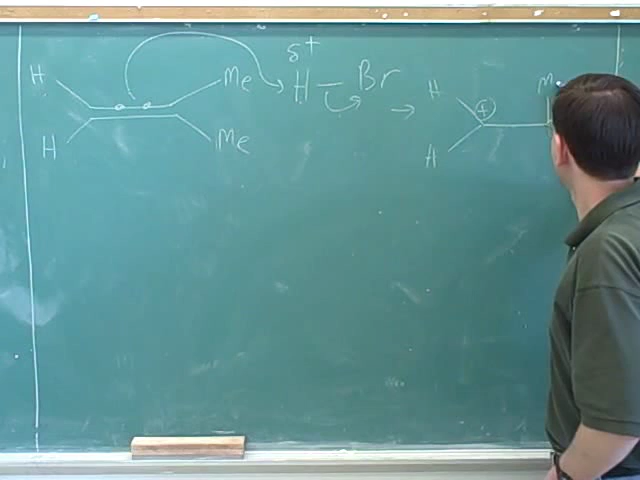 δ+
H Me H — Br → H ⊕
H Me H